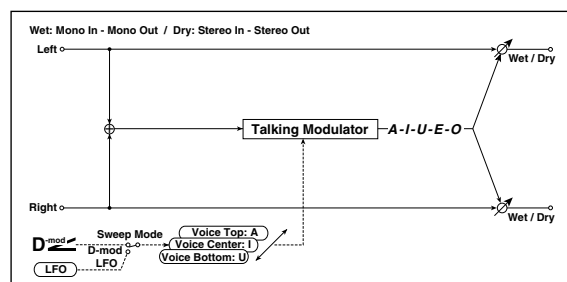 Wet: Mono In - Mono Out / Dry: Stereo In - Stereo Out
Left
Wet / Dry
Talking Modulator
A-I-U-E-O
Right
Wet / Dry
Sweep Mode
D-mod
D-mod
LFO
LFO
Voice Top: A
Voice Center: I
Voice Bottom: U